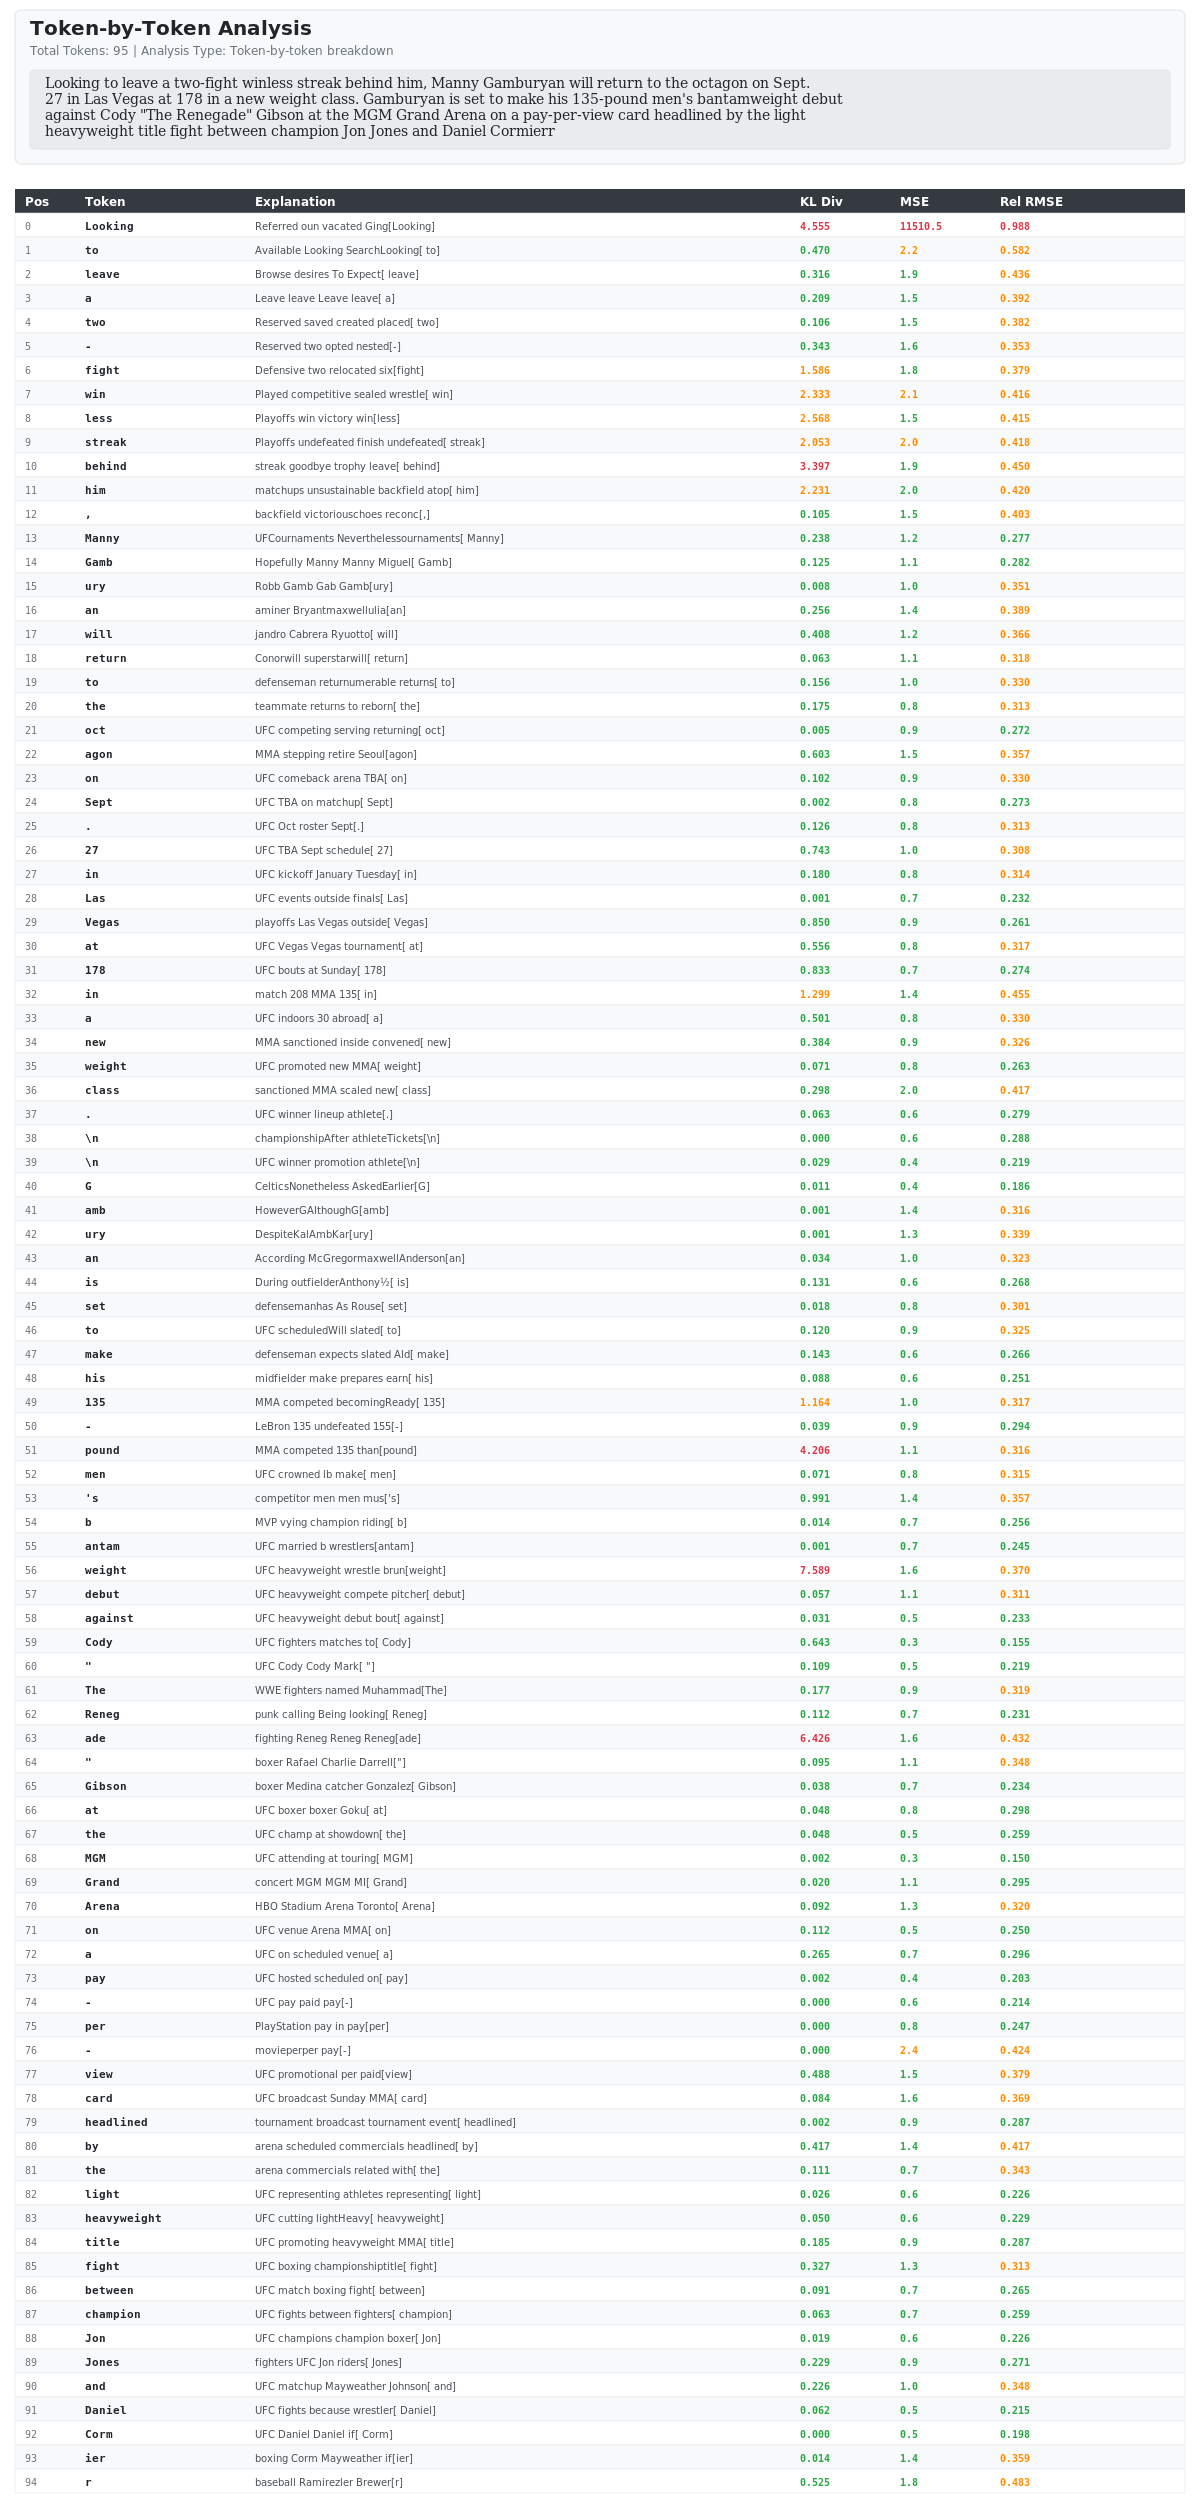 Token-by-Token Analysis
Total Tokens: 95 | Analysis Type: Token-by-token breakdown
Looking to leave a two-fight winless streak behind him, Manny Gamburyan will return to the octagon on Sept.
27 in Las Vegas at 178 in a new weight class. Gamburyan is set to make his 135-pound men's bantamweight debut
against Cody "The Renegade" Gibson at the MGM Grand Arena on a pay-per-view card headlined by the light
heavyweight title fight between champion Jon Jones and Daniel Cormierr
Pos Token Explanation KL Div MSE Rel RMSE
0 Looking Referred oun vacated Ging[Looking] 4.555 11510.5 0.988
1 to Available Looking SearchLooking[ to] 0.470 2.2 0.582
2 leave Browse desires To Expect[ leave] 0.316 1.9 0.436
3 a Leave leave Leave leave[ a] 0.209 1.5 0.392
4 two Reserved saved created placed[ two] 0.106 1.5 0.382
5 - Reserved two opted nested[-] 0.343 1.6 0.353
6 fight Defensive two relocated six[fight] 1.586 1.8 0.379
7 win Played competitive sealed wrestle[ win] 2.333 2.1 0.416
8 less Playoffs win victory win[less] 2.568 1.5 0.415
9 streak Playoffs undefeated finish undefeated[ streak] 2.053 2.0 0.418
10 behind streak goodbye trophy leave[ behind] 3.397 1.9 0.450
11 him matchups unsustainable backfield atop[ him] 2.231 2.0 0.420
12 , backfield victoriouschoes reconc[,] 0.105 1.5 0.403
13 Manny UFCournaments Neverthelessournaments[ Manny] 0.238 1.2 0.277
14 Gamb Hopefully Manny Manny Miguel[ Gamb] 0.125 1.1 0.282
15 ury Robb Gamb Gab Gamb[ury] 0.008 1.0 0.351
16 an aminer Bryantmaxwellulia[an] 0.256 1.4 0.389
17 will jandro Cabrera Ryuotto[ will] 0.408 1.2 0.366
18 return Conorwill superstarwill[ return] 0.063 1.1 0.318
19 to defenseman returnumerable returns[ to] 0.156 1.0 0.330
20 the teammate returns to reborn[ the] 0.175 0.8 0.313
21 oct UFC competing serving returning[ oct] 0.005 0.9 0.272
22 agon MMA stepping retire Seoul[agon] 0.603 1.5 0.357
23 on UFC comeback arena TBA[ on] 0.102 0.9 0.330
24 Sept UFC TBA on matchup[ Sept] 0.002 0.8 0.273
25 . UFC Oct roster Sept[.] 0.126 0.8 0.313
26 27 UFC TBA Sept schedule[ 27] 0.743 1.0 0.308
27 in UFC kickoff January Tuesday[ in] 0.180 0.8 0.314
28 Las UFC events outside finals[ Las] 0.001 0.7 0.232
29 Vegas playoffs Las Vegas outside[ Vegas] 0.850 0.9 0.261
30 at UFC Vegas Vegas tournament[ at] 0.556 0.8 0.317
31 178 UFC bouts at Sunday[ 178] 0.833 0.7 0.274
32 in match 208 MMA 135[ in] 1.299 1.4 0.455
33 a UFC indoors 30 abroad[ a] 0.501 0.8 0.330
34 new MMA sanctioned inside convened[ new] 0.384 0.9 0.326
35 weight UFC promoted new MMA[ weight] 0.071 0.8 0.263
36 class sanctioned MMA scaled new[ class] 0.298 2.0 0.417
37 . UFC winner lineup athlete[.] 0.063 0.6 0.279
38 \n championshipAfter athleteTickets[\n] 0.000 0.6 0.288
39 \n UFC winner promotion athlete[\n] 0.029 0.4 0.219
40 G CelticsNonetheless AskedEarlier[G] 0.011 0.4 0.186
41 amb HoweverGAlthoughG[amb] 0.001 1.4 0.316
42 ury DespiteKalAmbKar[ury] 0.001 1.3 0.339
43 an According McGregormaxwellAnderson[an] 0.034 1.0 0.323
44 is During outfielderAnthony½[ is] 0.131 0.6 0.268
45 set defensemanhas As Rouse[ set] 0.018 0.8 0.301
46 to UFC scheduledWill slated[ to] 0.120 0.9 0.325
47 make defenseman expects slated Ald[ make] 0.143 0.6 0.266
48 his midfielder make prepares earn[ his] 0.088 0.6 0.251
49 135 MMA competed becomingReady[ 135] 1.164 1.0 0.317
50 - LeBron 135 undefeated 155[-] 0.039 0.9 0.294
51 pound MMA competed 135 than[pound] 4.206 1.1 0.316
52 men UFC crowned lb make[ men] 0.071 0.8 0.315
53 's competitor men men mus['s] 0.991 1.4 0.357
54 b MVP vying champion riding[ b] 0.014 0.7 0.256
55 antam UFC married b wrestlers[antam] 0.001 0.7 0.245
56 weight UFC heavyweight wrestle brun[weight] 7.589 1.6 0.370
57 debut UFC heavyweight compete pitcher[ debut] 0.057 1.1 0.311
58 against UFC heavyweight debut bout[ against] 0.031 0.5 0.233
59 Cody UFC fighters matches to[ Cody] 0.643 0.3 0.155
60 " UFC Cody Cody Mark[ "] 0.109 0.5 0.219
61 The WWE fighters named Muhammad[The] 0.177 0.9 0.319
62 Reneg punk calling Being looking[ Reneg] 0.112 0.7 0.231
63 ade fighting Reneg Reneg Reneg[ade] 6.426 1.6 0.432
64 " boxer Rafael Charlie Darrell["] 0.095 1.1 0.348
65 Gibson boxer Medina catcher Gonzalez[ Gibson] 0.038 0.7 0.234
66 at UFC boxer boxer Goku[ at] 0.048 0.8 0.298
67 the UFC champ at showdown[ the] 0.048 0.5 0.259
68 MGM UFC attending at touring[ MGM] 0.002 0.3 0.150
69 Grand concert MGM MGM MI[ Grand] 0.020 1.1 0.295
70 Arena HBO Stadium Arena Toronto[ Arena] 0.092 1.3 0.320
71 on UFC venue Arena MMA[ on] 0.112 0.5 0.250
72 a UFC on scheduled venue[ a] 0.265 0.7 0.296
73 pay UFC hosted scheduled on[ pay] 0.002 0.4 0.203
74 - UFC pay paid pay[-] 0.000 0.6 0.214
75 per PlayStation pay in pay[per] 0.000 0.8 0.247
76 - movieperper pay[-] 0.000 2.4 0.424
77 view UFC promotional per paid[view] 0.488 1.5 0.379
78 card UFC broadcast Sunday MMA[ card] 0.084 1.6 0.369
79 headlined tournament broadcast tournament event[ headlined] 0.002 0.9 0.287
80 by arena scheduled commercials headlined[ by] 0.417 1.4 0.417
81 the arena commercials related with[ the] 0.111 0.7 0.343
82 light UFC representing athletes representing[ light] 0.026 0.6 0.226
83 heavyweight UFC cutting lightHeavy[ heavyweight] 0.050 0.6 0.229
84 title UFC promoting heavyweight MMA[ title] 0.185 0.9 0.287
85 fight UFC boxing championshiptitle[ fight] 0.327 1.3 0.313
86 between UFC match boxing fight[ between] 0.091 0.7 0.265
87 champion UFC fights between fighters[ champion] 0.063 0.7 0.259
88 Jon UFC champions champion boxer[ Jon] 0.019 0.6 0.226
89 Jones fighters UFC Jon riders[ Jones] 0.229 0.9 0.271
90 and UFC matchup Mayweather Johnson[ and] 0.226 1.0 0.348
91 Daniel UFC fights because wrestler[ Daniel] 0.062 0.5 0.215
92 Corm UFC Daniel Daniel if[ Corm] 0.000 0.5 0.198
93 ier boxing Corm Mayweather if[ier] 0.014 1.4 0.359
94 r baseball Ramirezler Brewer[r] 0.525 1.8 0.483